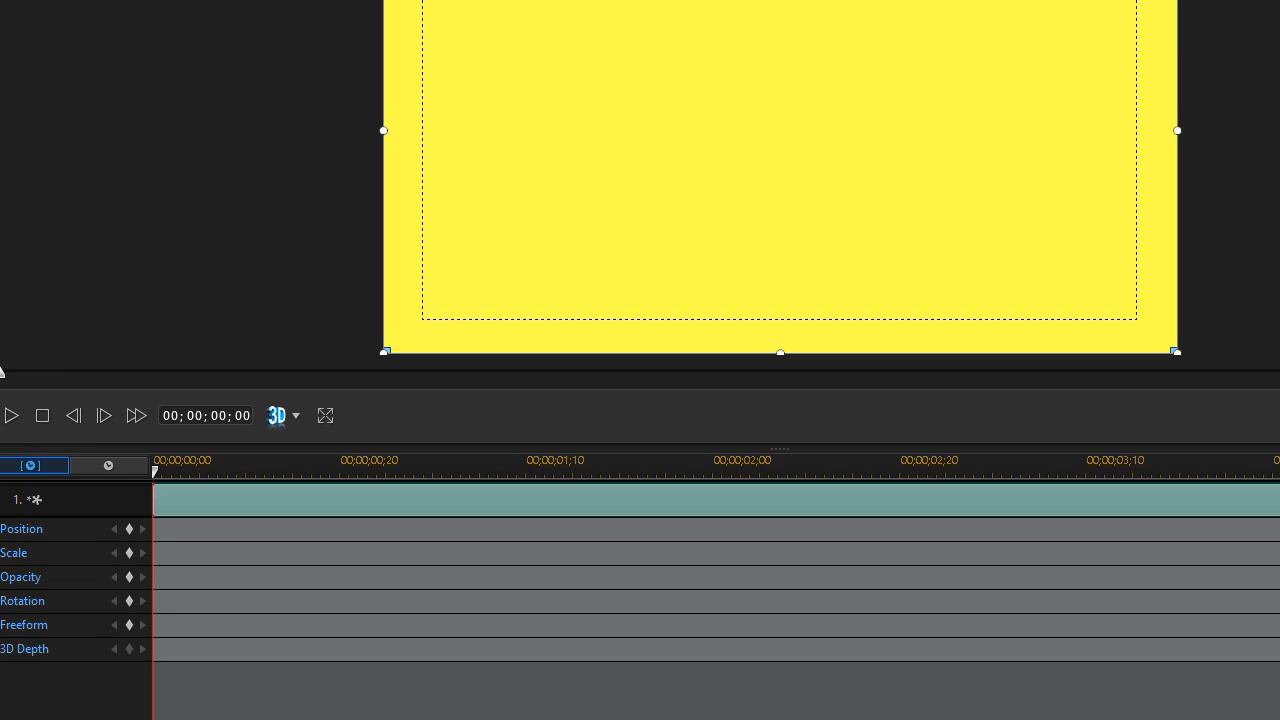 00;00;00;00 3D
00;00;00;00 00;00;00;20 00;00;01;10 00;00;02;00 00;00;02;20 00;00;03;10
1. **
Position
Scale
Opacity
Rotation
Freeform
3D Depth